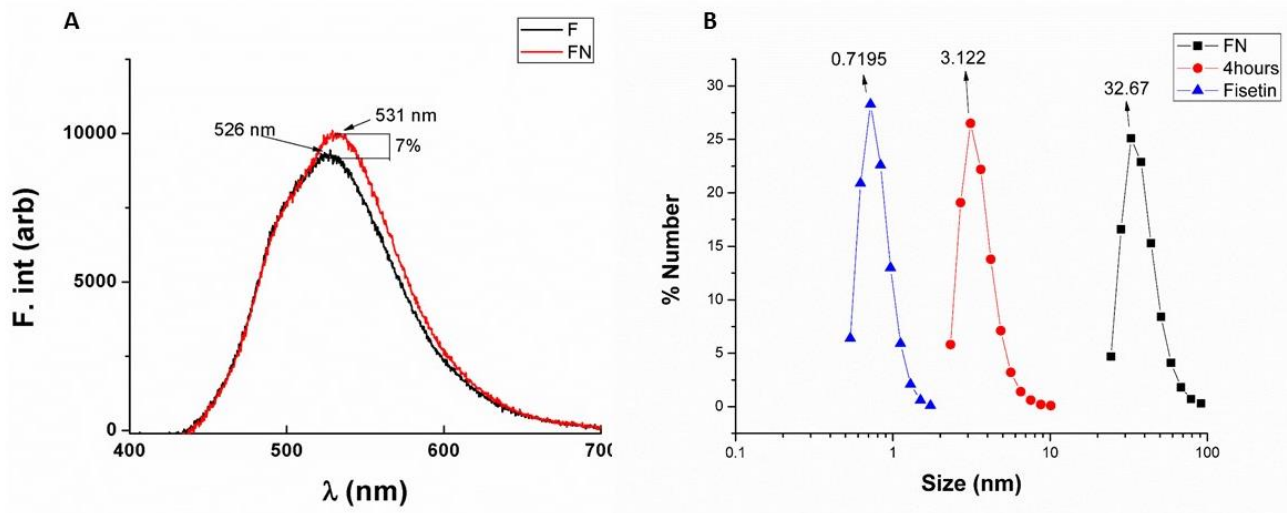 A
F
FN
526 nm
531 nm
7%
10000
5000
0
F. int (arb)
400
500
600
700
λ (nm)
B
FN
4hours
Fisetin
0.7195
3.122
32.67
30
25
20
15
10
5
0
% Number
0.1
1
10
100
Size (nm)